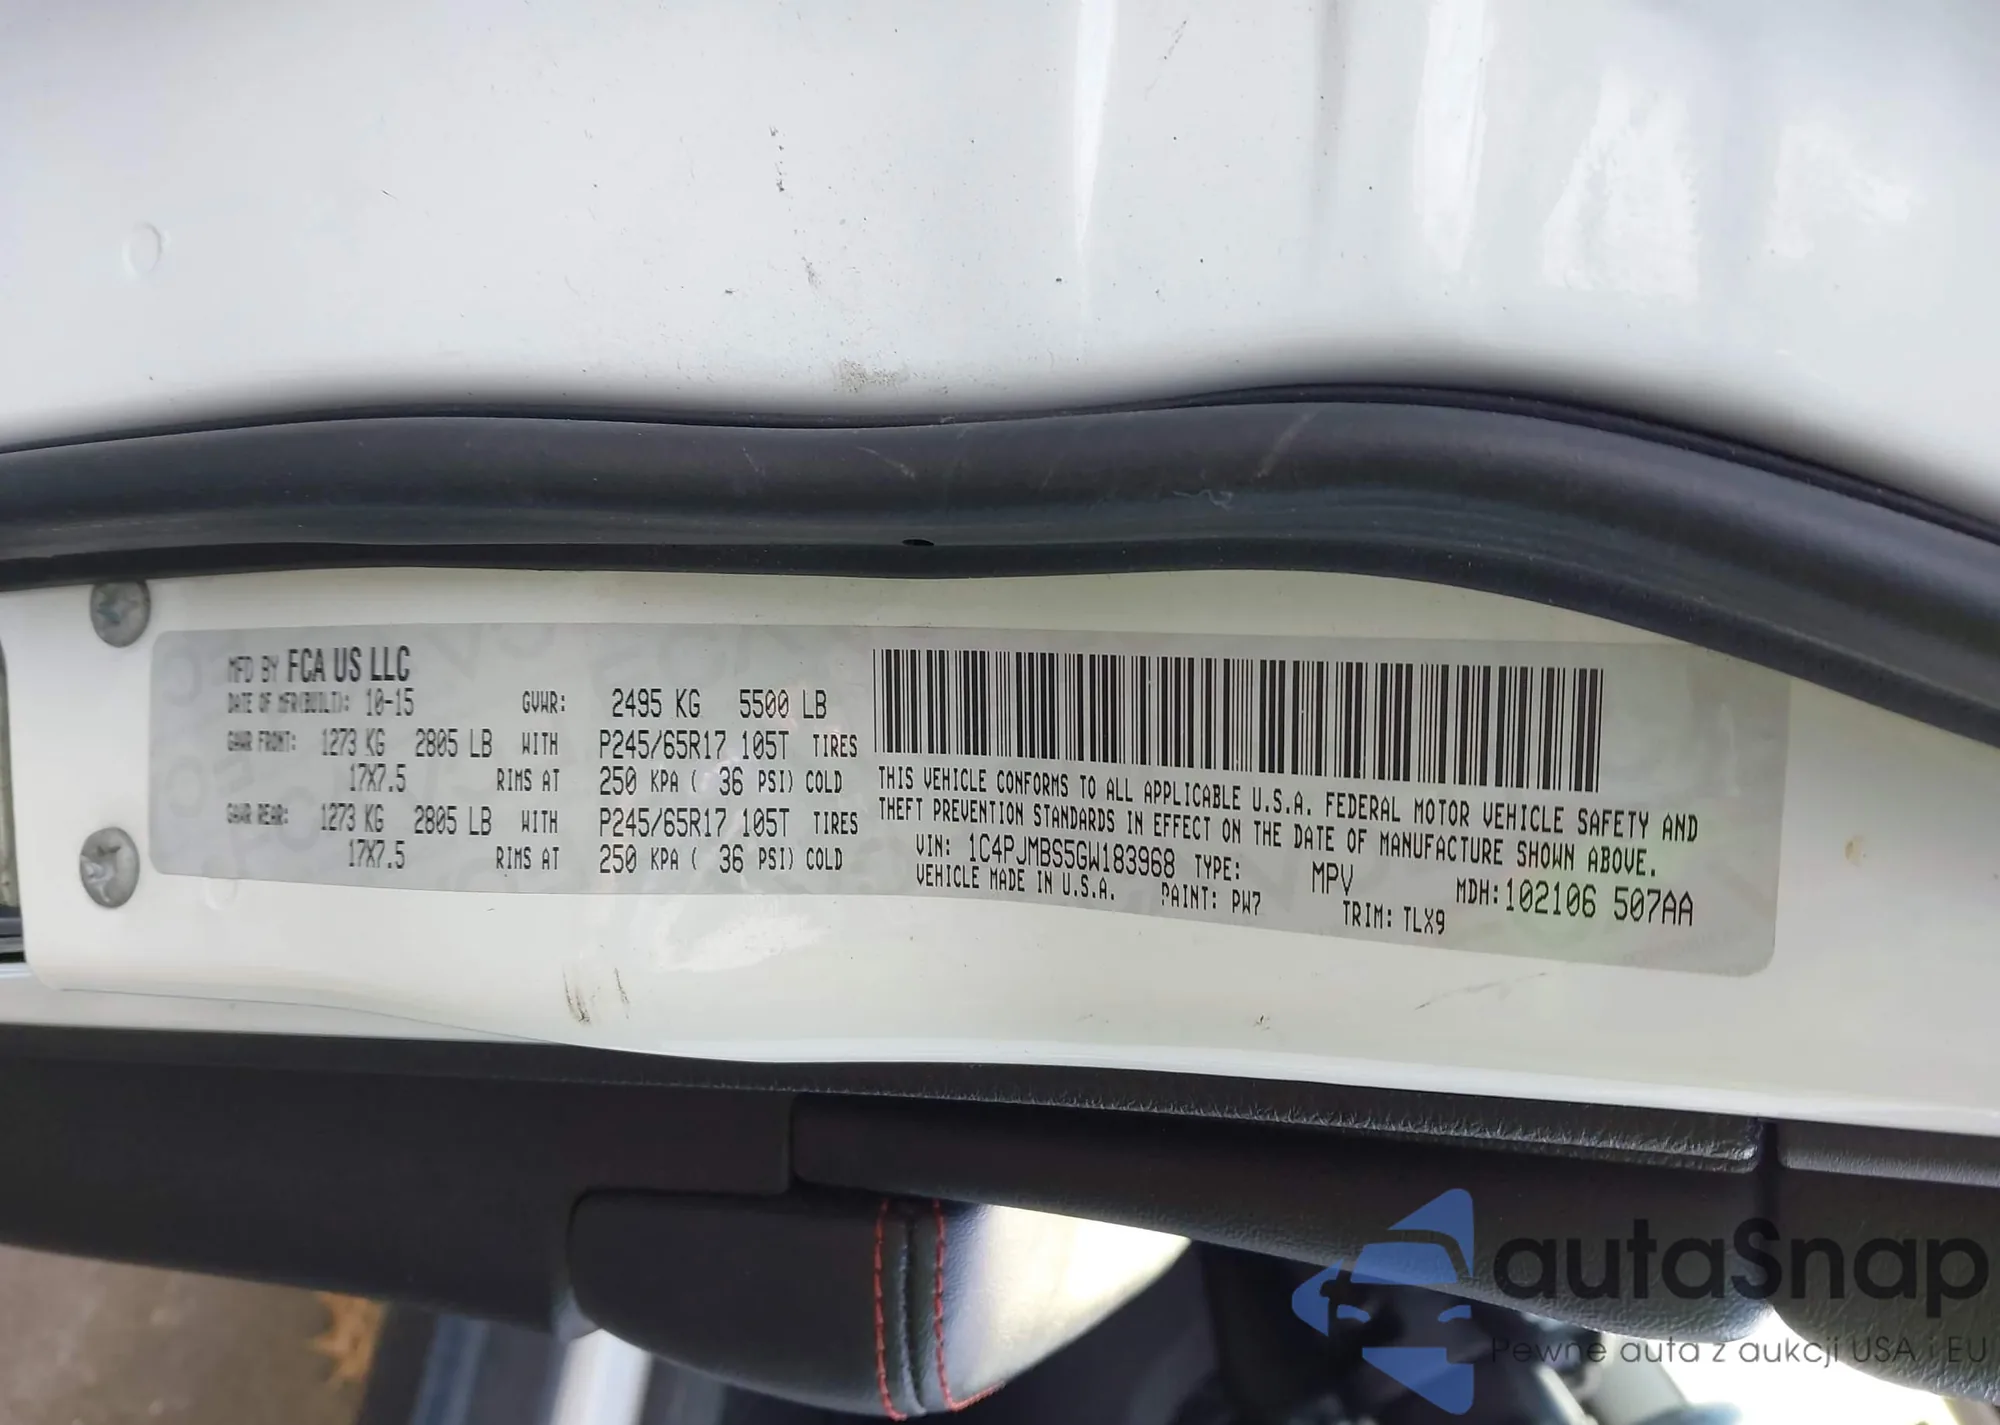 MFD BY FCA US LLC
DATE OF MFR(BUILT): 10-15 GVWR: 2495 KG 5500 LB
GAWR FRONT: 1273 KG 2805 LB WITH P245/65R17 105T TIRES
17X7.5 RIMS AT 250 KPA ( 36 PSI) COLD
GAWR REAR: 1273 KG 2805 LB WITH P245/65R17 105T TIRES
17X7.5 RIMS AT 250 KPA ( 36 PSI) COLD
THIS VEHICLE CONFORMS TO ALL APPLICABLE U.S.A. FEDERAL MOTOR VEHICLE SAFETY AND
THEFT PREVENTION STANDARDS IN EFFECT ON THE DATE OF MANUFACTURE SHOWN ABOVE.
VIN: 1C4PJMBS5GW183968 TYPE: MPV MDH: 102106 507AA
VEHICLE MADE IN U.S.A. PAINT: PW7 TRIM: TLX9
autaSnap
Pewne auta z aukcji USA i EU